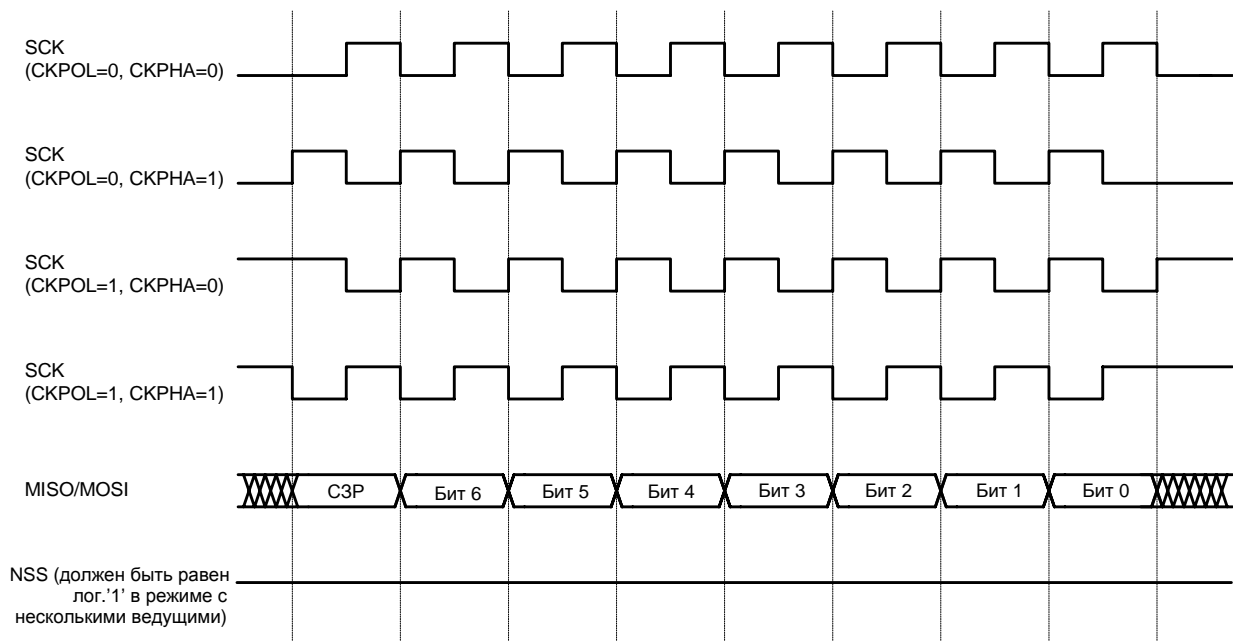 SCK
(CKPOL=0, CKPHA=0)
SCK
(CKPOL=0, CKPHA=1)
SCK
(CKPOL=1, CKPHA=0)
SCK
(CKPOL=1, CKPHA=1)
MISO/MOSI
СЗР
Бит 6
Бит 5
Бит 4
Бит 3
Бит 2
Бит 1
Бит 0
NSS (должен быть равен
лог.'1' в режиме с
несколькими ведущими)